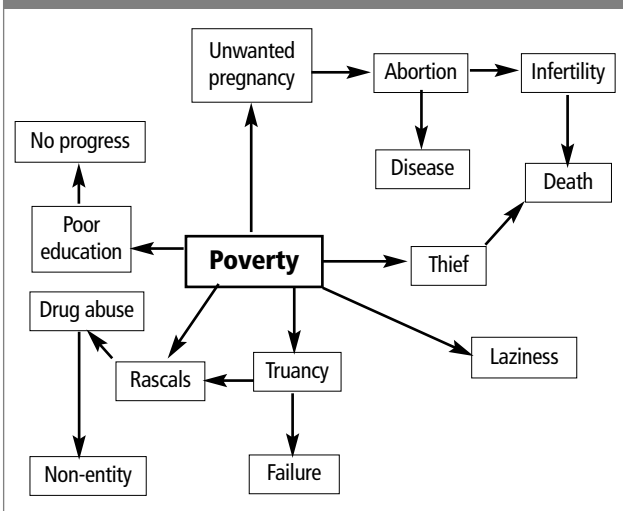 Unwanted
pregnancy
Abortion
Infertility
No progress
Disease
Death
Poor
education
Poverty
Thief
Drug abuse
Rascals
Truancy
Laziness
Non-entity
Failure